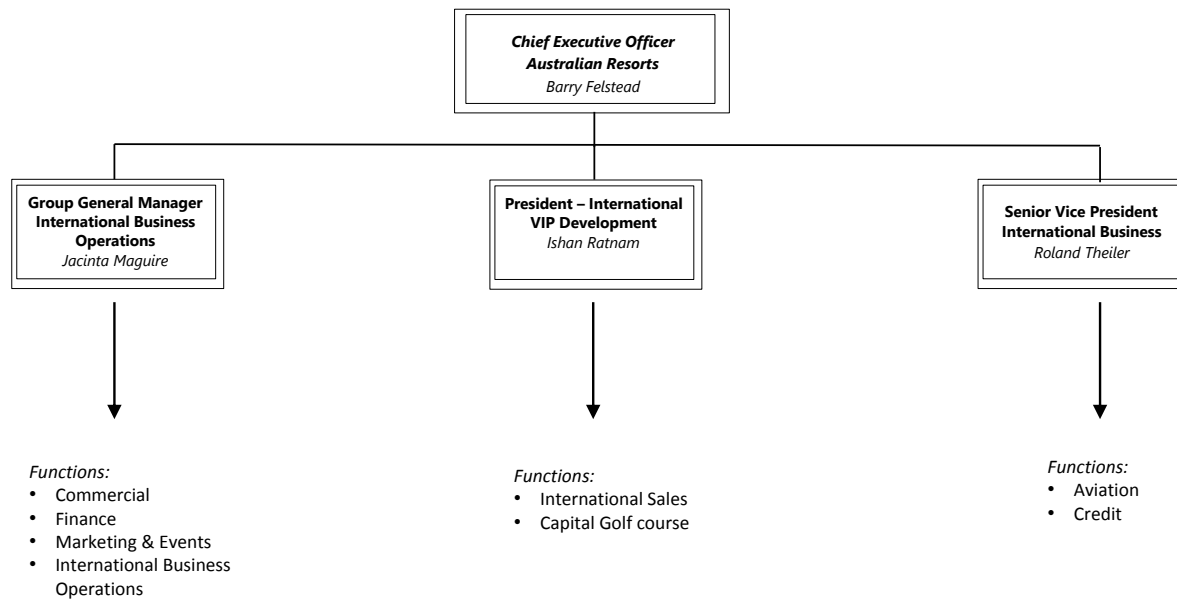 Chief Executive Officer
Australian Resorts
Barry Felstead
Group General Manager
International Business
Operations
Jacinta Maguire
President – International
VIP Development
Ishan Ratnam
Senior Vice President
International Business
Roland Theiler
Functions:
• Commercial
• Finance
• Marketing & Events
• International Business
Operations
Functions:
• International Sales
• Capital Golf course
Functions:
• Aviation
• Credit